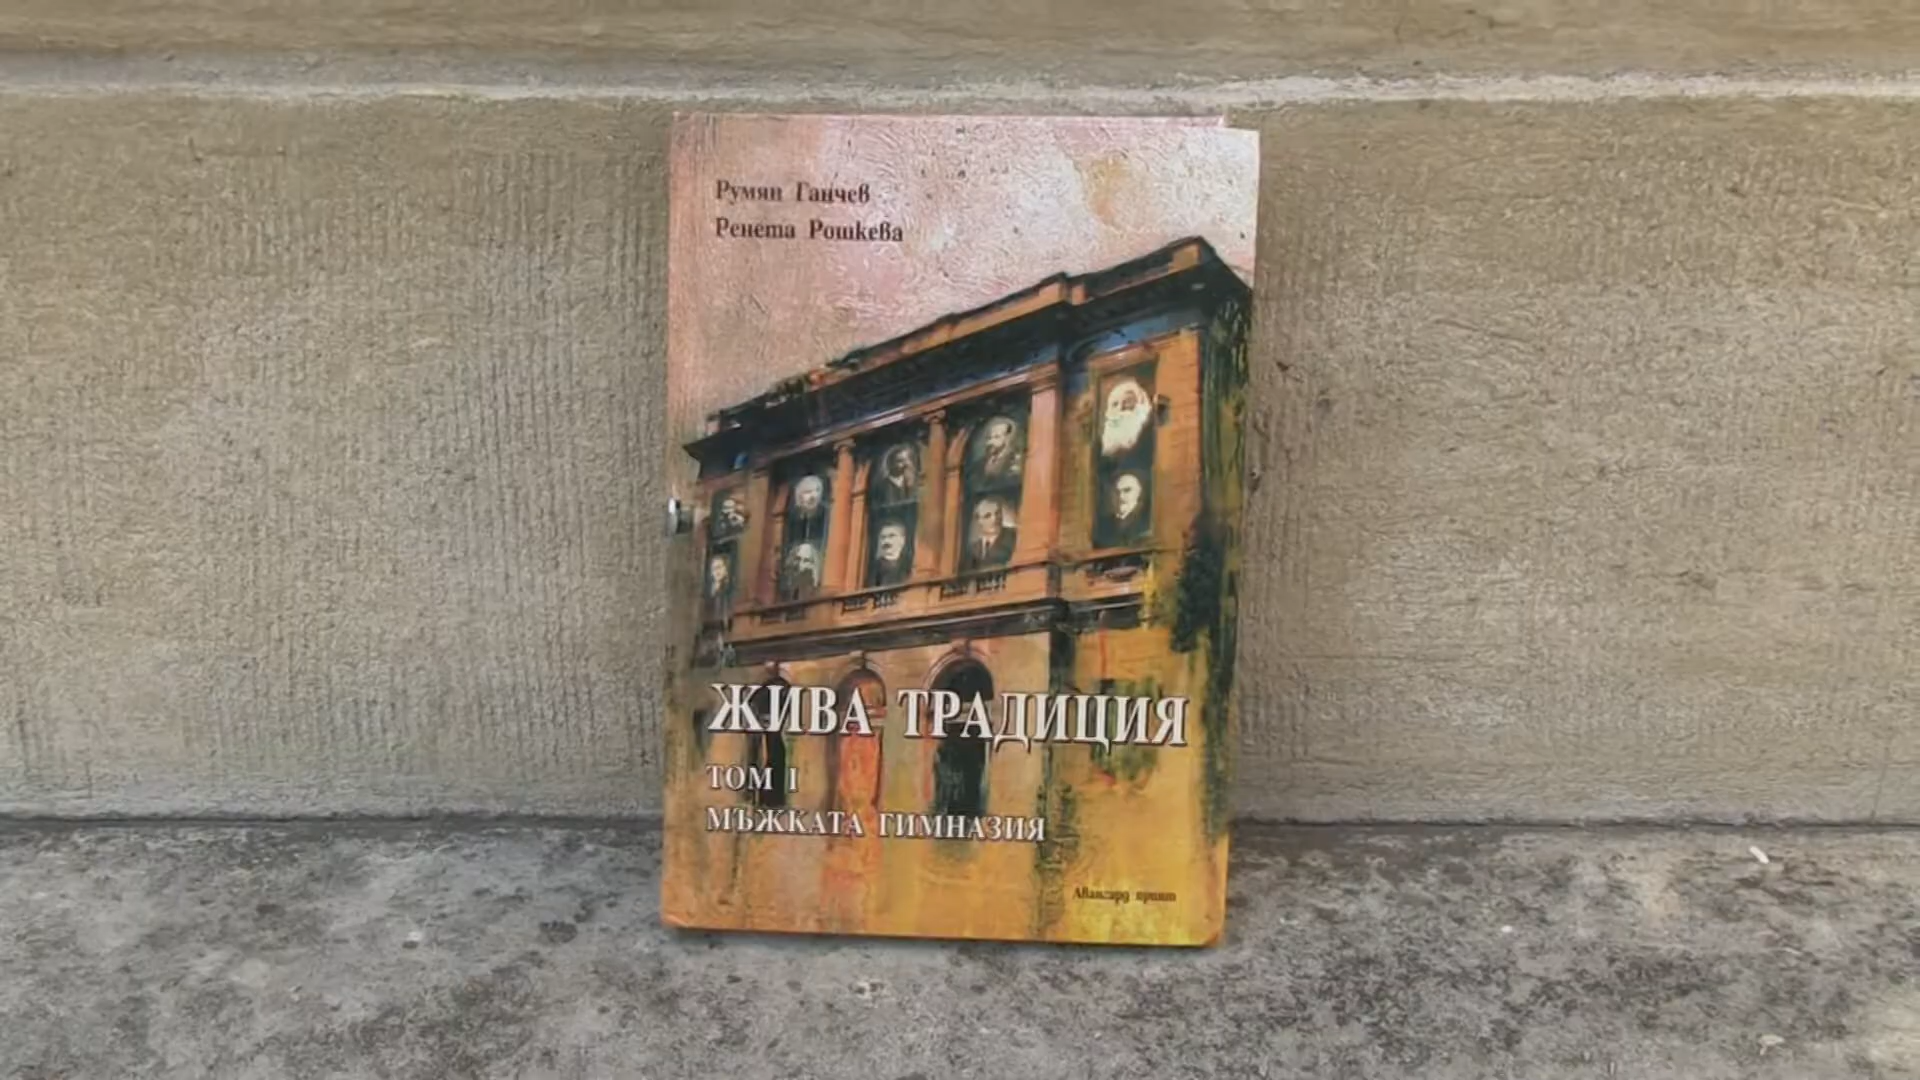 Румян Ганчев
Ренета Рошкева
ЖИВА ТРАДИЦИЯ
ТОМ I
МЪЖКАТА ГИМНАЗИЯ
Авангард принт